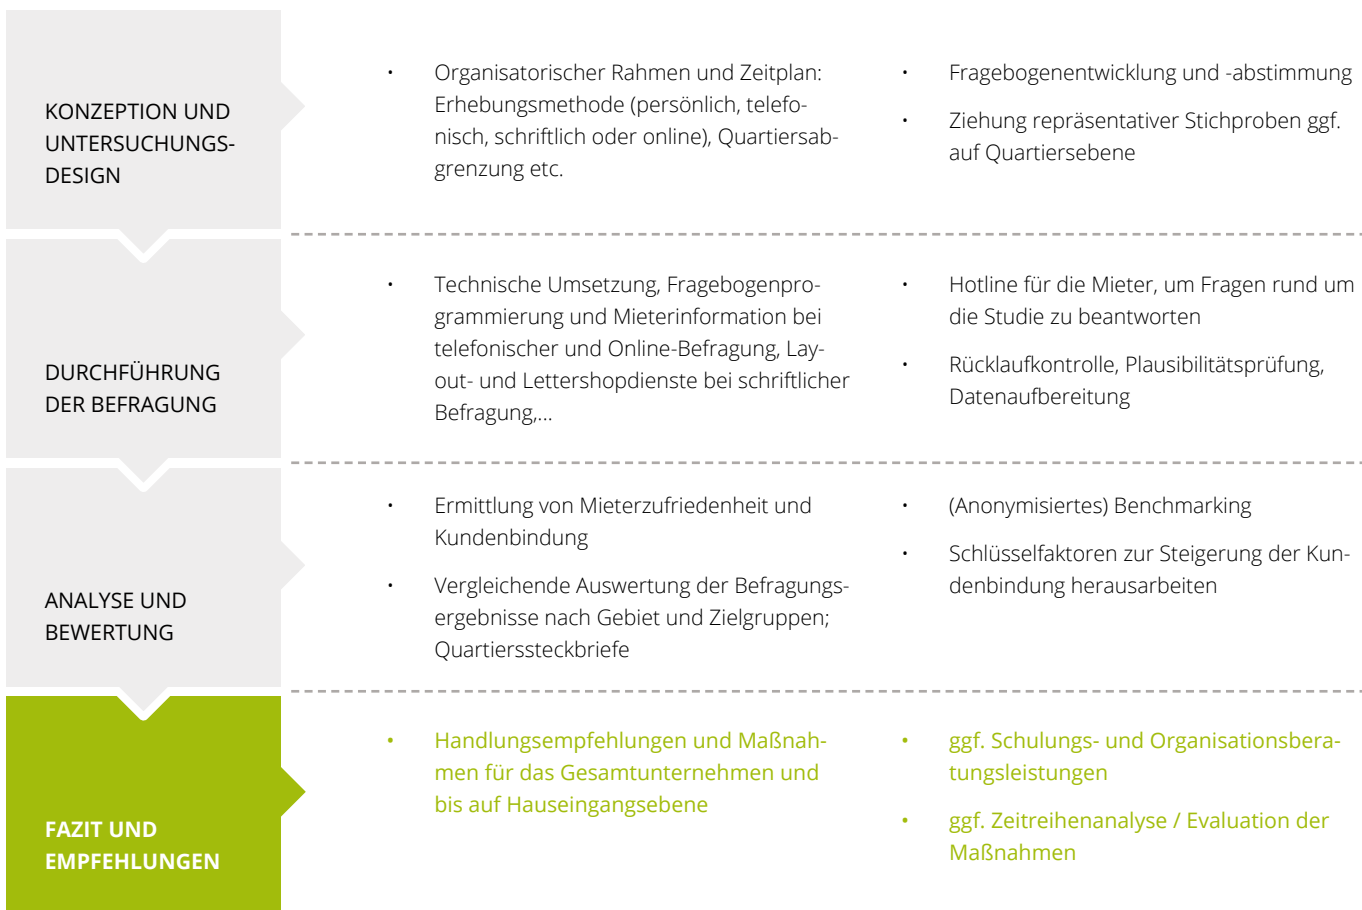 KONZEPTION UND
UNTERSUCHUNGS-
DESIGN
• Organisatorischer Rahmen und Zeitplan:
Erhebungsmethode (persönlich, telefo-
nisch, schriftlich oder online), Quartiersab-
grenzung etc.
• Fragebogenentwicklung und -abstimmung
• Ziehung repräsentativer Stichproben ggf.
auf Quartiersebene
DURCHFÜHRUNG
DER BEFRAGUNG
• Technische Umsetzung, Fragebogenpro-
grammierung und Mieterinformation bei
telefonischer und Online-Befragung, Lay-
out- und Lettershopdienste bei schriftlicher
Befragung,...
• Hotline für die Mieter, um Fragen rund um
die Studie zu beantworten
• Rücklaufkontrolle, Plausibilitätsprüfung,
Datenaufbereitung
ANALYSE UND
BEWERTUNG
• Ermittlung von Mieterzufriedenheit und
Kundenbindung
• Vergleichende Auswertung der Befragungs-
ergebnisse nach Gebiet und Zielgruppen;
Quartierssteckbriefe
• (Anonymisiertes) Benchmarking
• Schlüsselfaktoren zur Steigerung der Kun-
denbindung herausarbeiten
FAZIT UND
EMPFEHLUNGEN
• Handlungsempfehlungen und Maßnah-
men für das Gesamtunternehmen und
bis auf Hauseingangsebene
• ggf. Schulungs- und Organisationsbera-
tungsleistungen
• ggf. Zeitreihenanalyse / Evaluation der
Maßnahmen